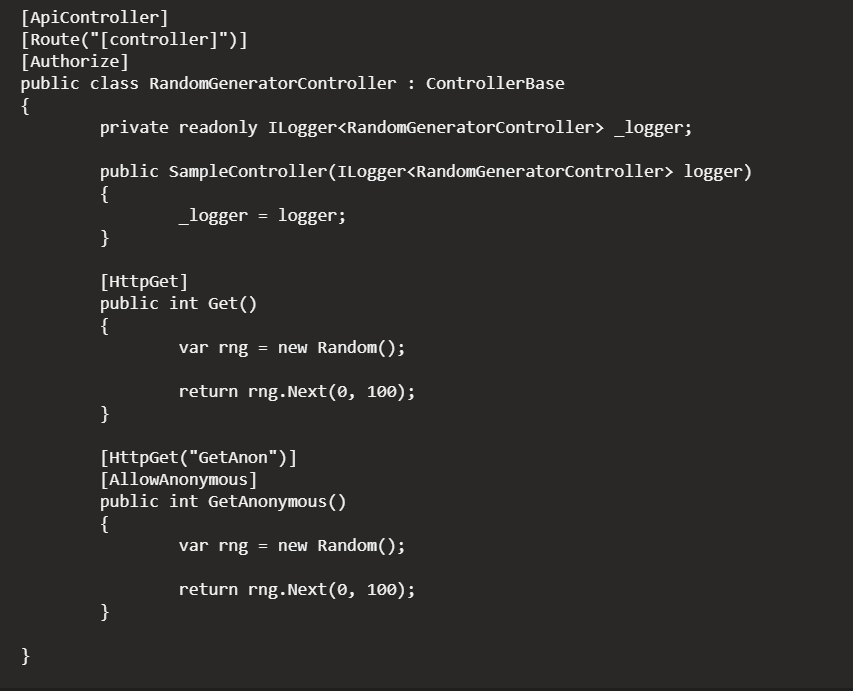 [ApiController]
[Route("[controller]")]
[Authorize]
public class RandomGeneratorController : ControllerBase
{
private readonly ILogger<RandomGeneratorController> _logger;
public SampleController(ILogger<RandomGeneratorController> logger)
{
_logger = logger;
}
[HttpGet]
public int Get()
{
var rng = new Random();
return rng.Next(0, 100);
}
[HttpGet("GetAnon")]
[AllowAnonymous]
public int GetAnonymous()
{
var rng = new Random();
return rng.Next(0, 100);
}
}